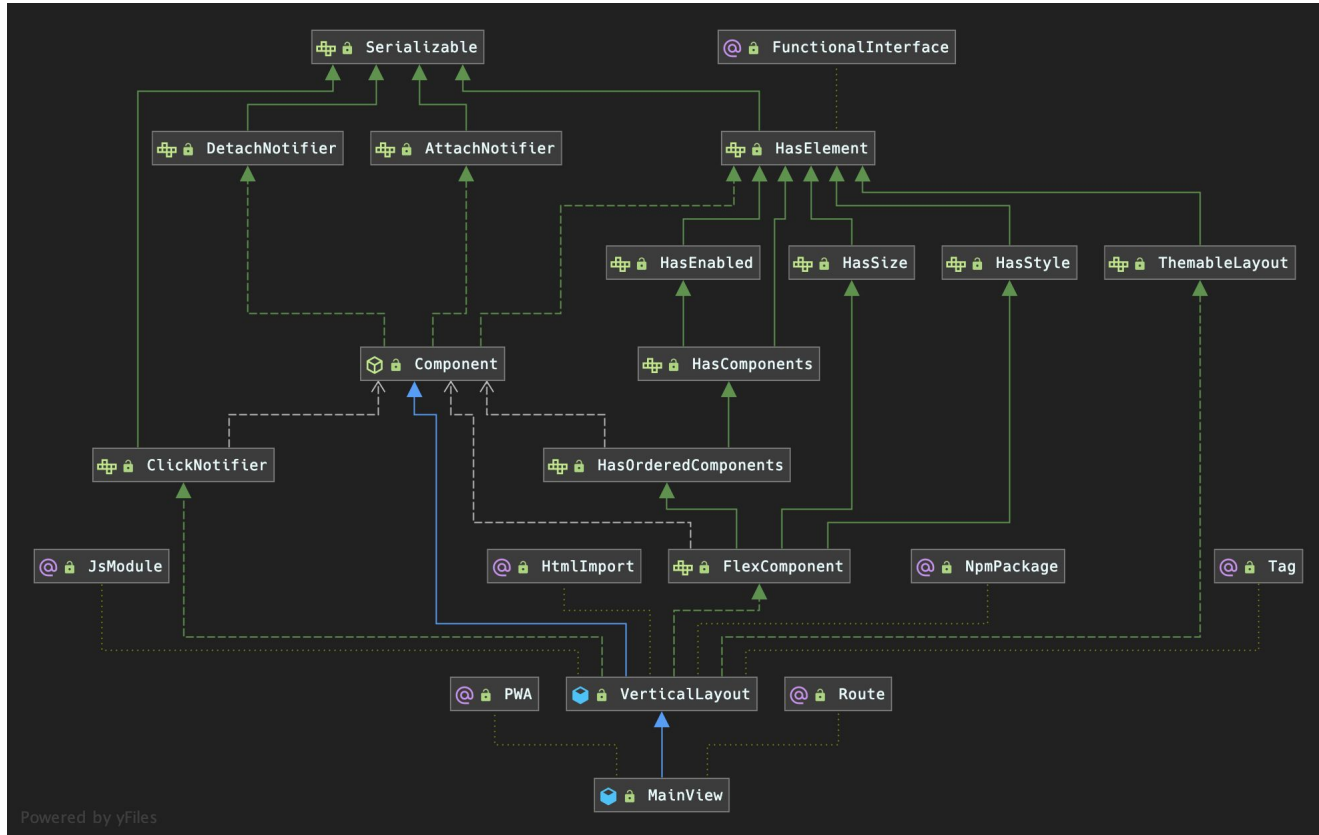 Serializable
FunctionalInterface
DetachNotifier
AttachNotifier
HasElement
HasEnabled
HasSize
HasStyle
ThemableLayout
Component
HasComponents
ClickNotifier
HasOrderedComponents
JsModule
HtmlImport
FlexComponent
NpmPackage
Tag
PWA
VerticalLayout
Route
MainView
Powered by yFiles